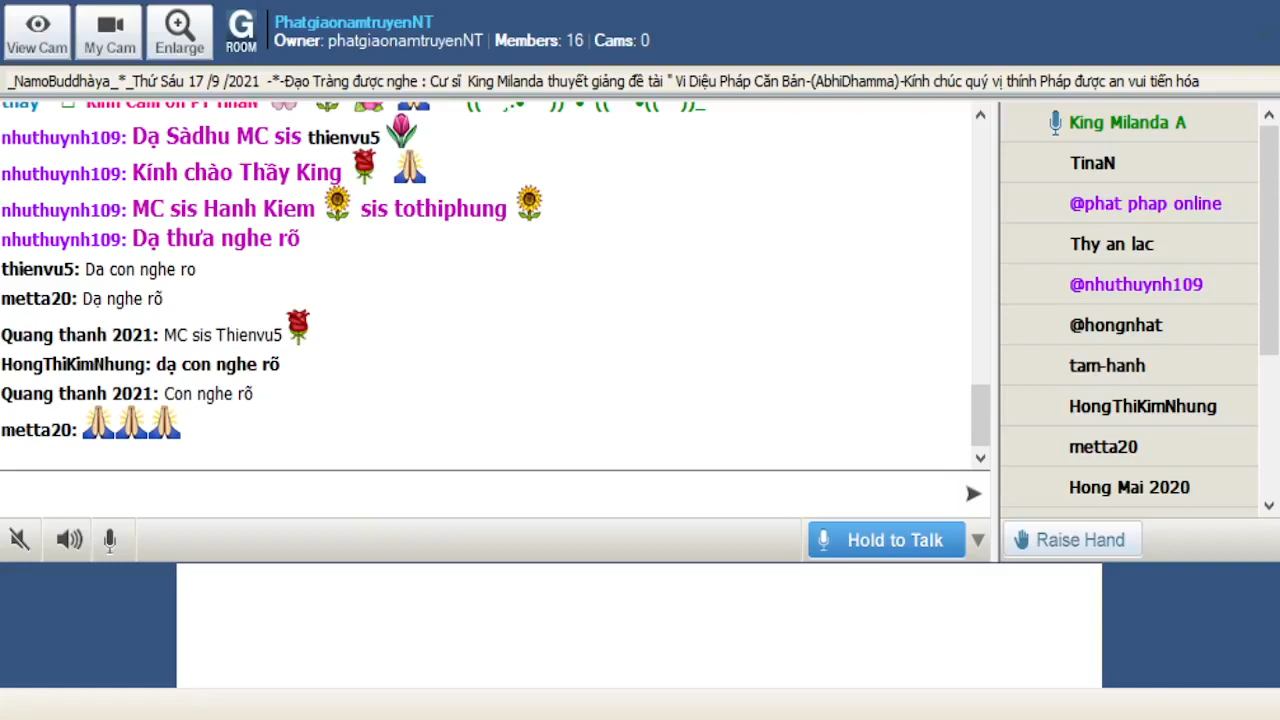 View Cam
My Cam
Enlarge
G
ROOM
PhatgiaonamtruyenNT
Owner: phatgiaonamtruyenNT | Members: 16 | Cams: 0
_NamoBuddhàya_*_Thứ Sáu 17 /9 /2021 -*-Đạo Tràng được nghe : Cư sĩ King Milanda thuyết giảng đề tài " Vi Diệu Pháp Căn Bản-(AbhiDhamma)-Kính chúc quý vị thính Pháp được an vui tiến hóa
nhuthuynh109: Dạ Sàdhu MC sis thienvu5
nhuthuynh109: Kính chào Thầy King
nhuthuynh109: MC sis Hanh Kiem sis tothiphung
nhuthuynh109: Dạ thưa nghe rõ
thienvu5: Da con nghe ro
metta20: Dạ nghe rõ
Quang thanh 2021: MC sis Thienvu5
HongThiKimNhung: dạ con nghe rõ
Quang thanh 2021: Con nghe rõ
metta20:
King Milanda A
TinaN
@phat phap online
Thy an lac
@nhuthuynh109
@hongnhat
tam-hanh
HongThiKimNhung
metta20
Hong Mai 2020
Hold to Talk
Raise Hand